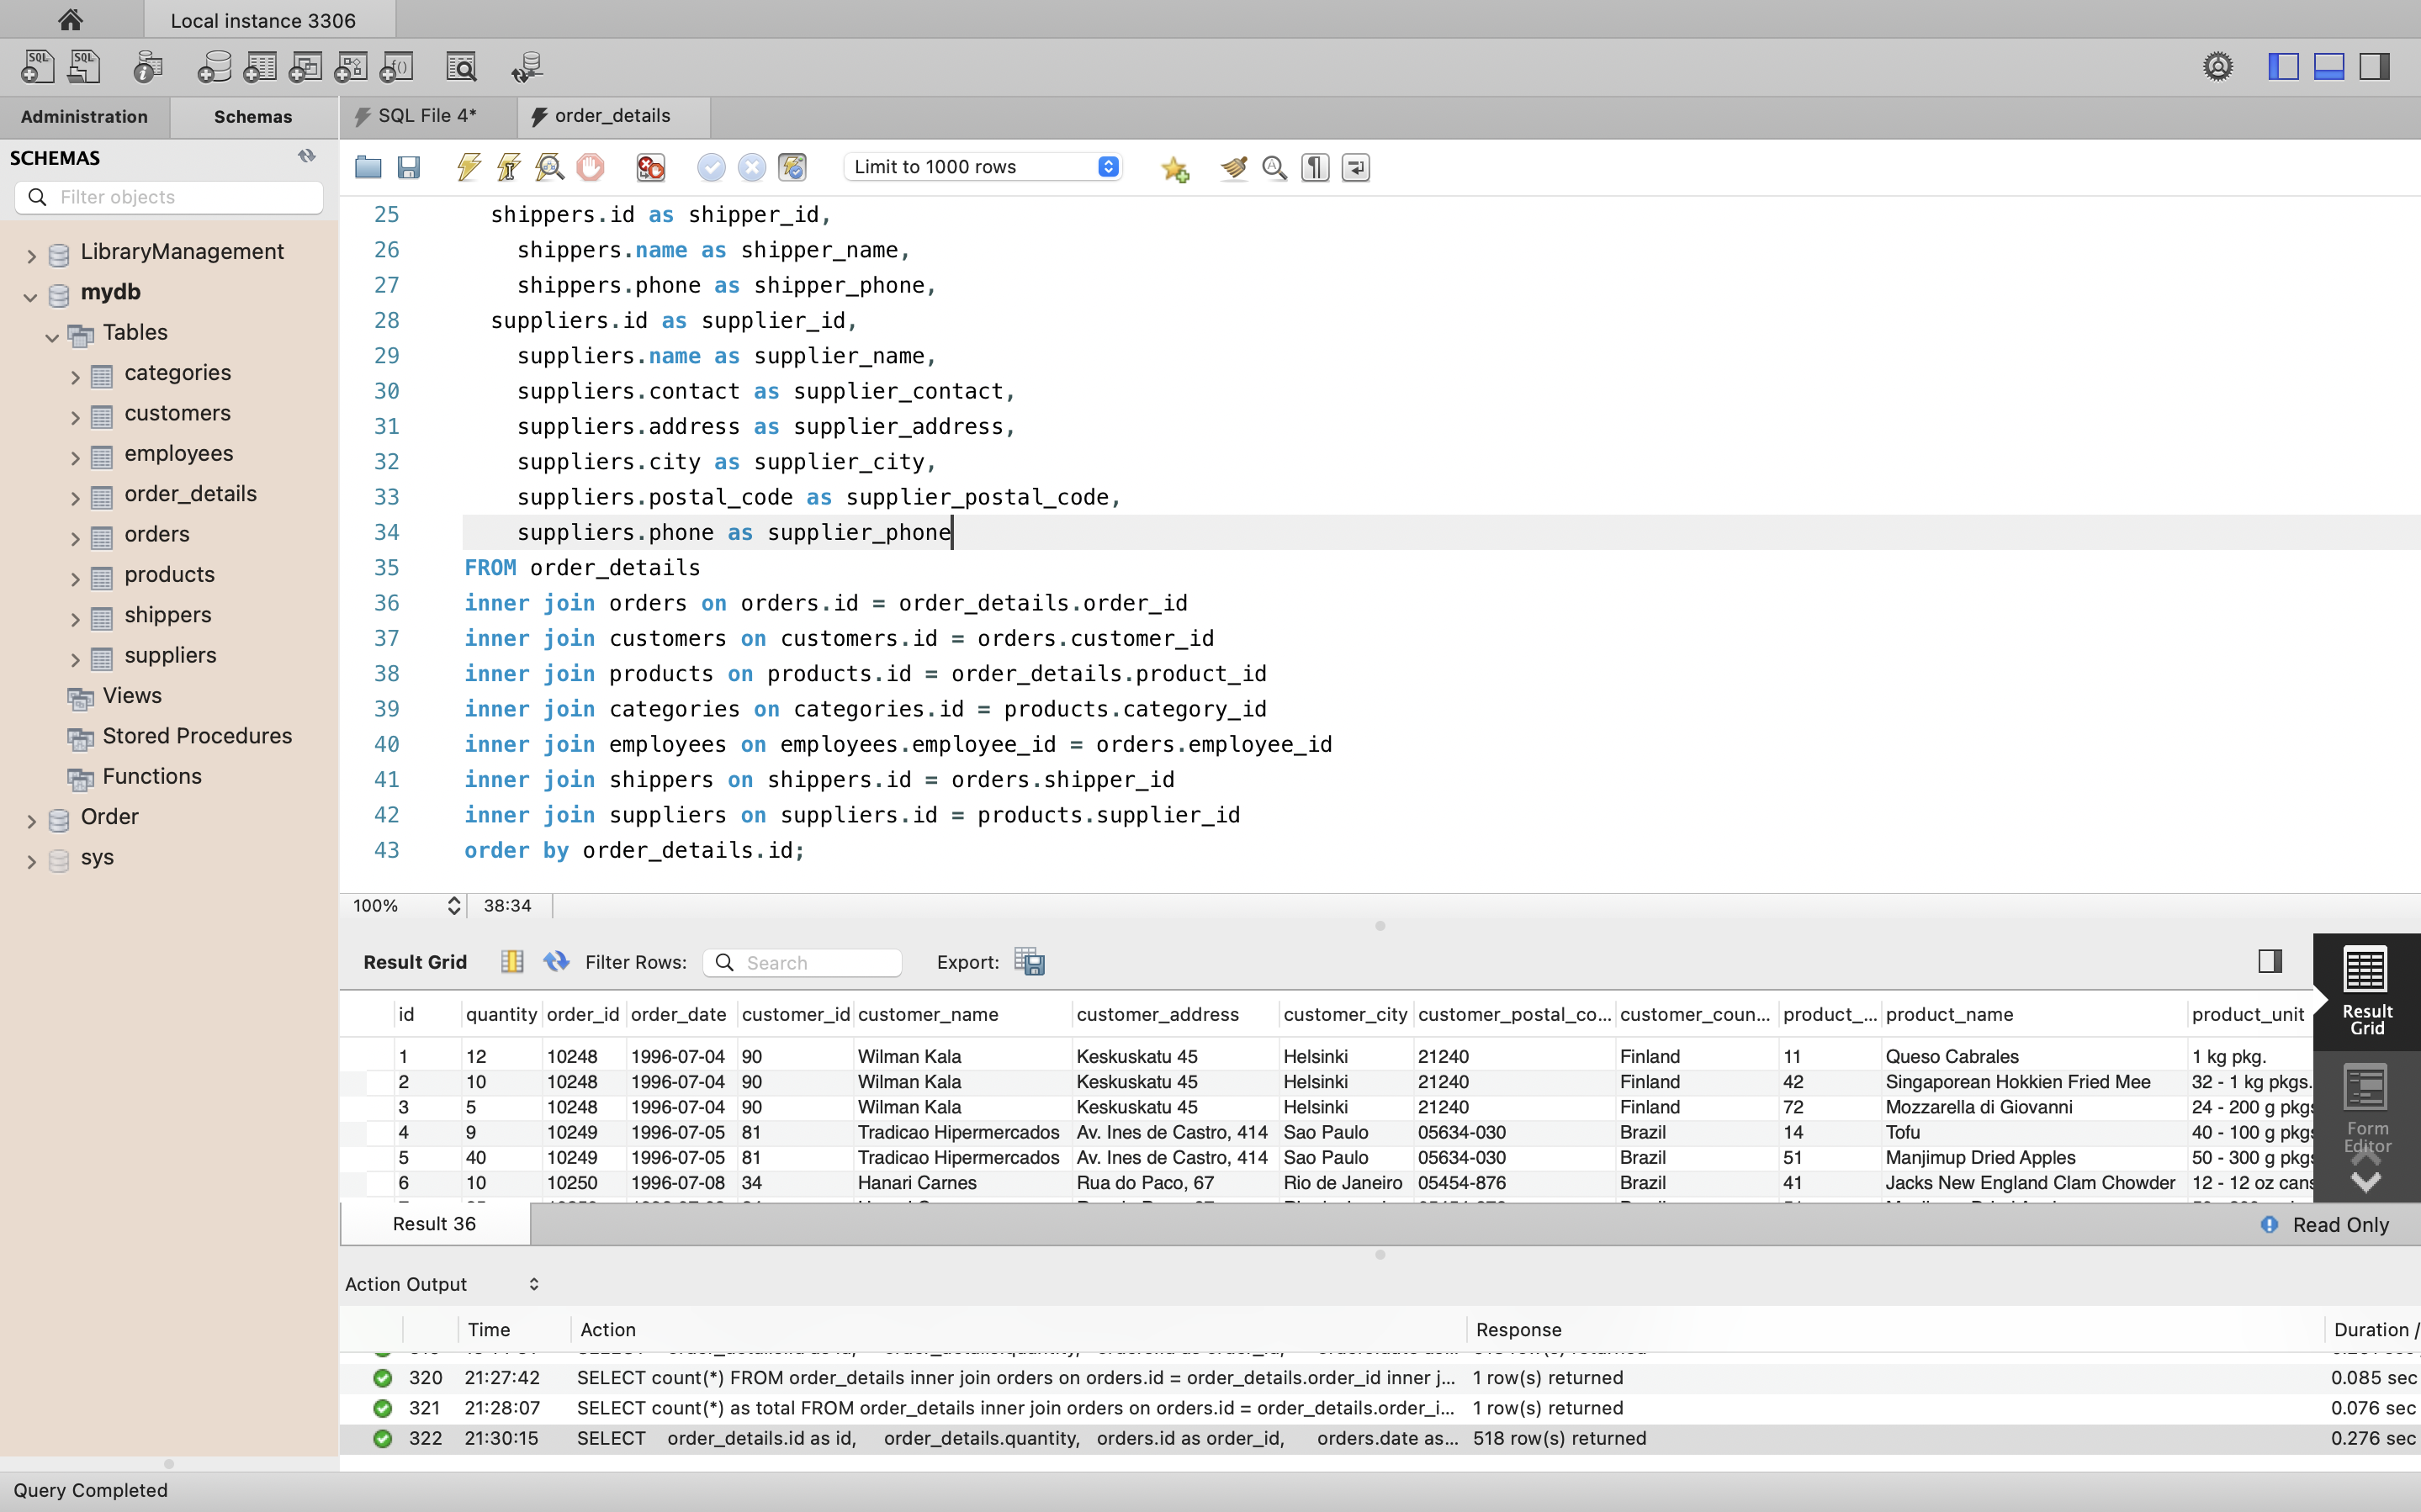 Local instance 3306
SQL SQL
Administration Schemas SQL File 4* order_details
SCHEMAS
Filter objects
Limit to 1000 rows
LibraryManagement
mydb
Tables
categories
customers
employees
order_details
orders
products
shippers
suppliers
Views
Stored Procedures
Functions
Order
sys
25 shippers.id as shipper_id,
26 shippers.name as shipper_name,
27 shippers.phone as shipper_phone,
28 suppliers.id as supplier_id,
29 suppliers.name as supplier_name,
30 suppliers.contact as supplier_contact,
31 suppliers.address as supplier_address,
32 suppliers.city as supplier_city,
33 suppliers.postal_code as supplier_postal_code,
34 suppliers.phone as supplier_phone
35 FROM order_details
36 inner join orders on orders.id = order_details.order_id
37 inner join customers on customers.id = orders.customer_id
38 inner join products on products.id = order_details.product_id
39 inner join categories on categories.id = products.category_id
40 inner join employees on employees.employee_id = orders.employee_id
41 inner join shippers on shippers.id = orders.shipper_id
42 inner join suppliers on suppliers.id = products.supplier_id
43 order by order_details.id;
100% 38:34
Result Grid Filter Rows: Search Export:
id quantity order_id order_date customer_id customer_name customer_address customer_city customer_postal_co... customer_coun... product_... product_name product_unit
1 12 10248 1996-07-04 90 Wilman Kala Keskuskatu 45 Helsinki 21240 Finland 11 Queso Cabrales 1 kg pkg.
2 10 10248 1996-07-04 90 Wilman Kala Keskuskatu 45 Helsinki 21240 Finland 42 Singaporean Hokkien Fried Mee 32 - 1 kg pkgs.
3 5 10248 1996-07-04 90 Wilman Kala Keskuskatu 45 Helsinki 21240 Finland 72 Mozzarella di Giovanni 24 - 200 g pkgs
4 9 10249 1996-07-05 81 Tradicao Hipermercados Av. Ines de Castro, 414 Sao Paulo 05634-030 Brazil 14 Tofu 40 - 100 g pkgs
5 40 10249 1996-07-05 81 Tradicao Hipermercados Av. Ines de Castro, 414 Sao Paulo 05634-030 Brazil 51 Manjimup Dried Apples 50 - 300 g pkgs
6 10 10250 1996-07-08 34 Hanari Carnes Rua do Paco, 67 Rio de Janeiro 05454-876 Brazil 41 Jacks New England Clam Chowder 12 - 12 oz cans
Result
Grid
Form
Editor
Result 36 Read Only
Action Output
Time Action Response Duration /
320 21:27:42 SELECT count(*) FROM order_details inner join orders on orders.id = order_details.order_id inner j... 1 row(s) returned 0.085 sec
321 21:28:07 SELECT count(*) as total FROM order_details inner join orders on orders.id = order_details.order_i... 1 row(s) returned 0.076 sec
322 21:30:15 SELECT order_details.id as id, order_details.quantity, orders.id as order_id, orders.date as... 518 row(s) returned 0.276 sec
Query Completed